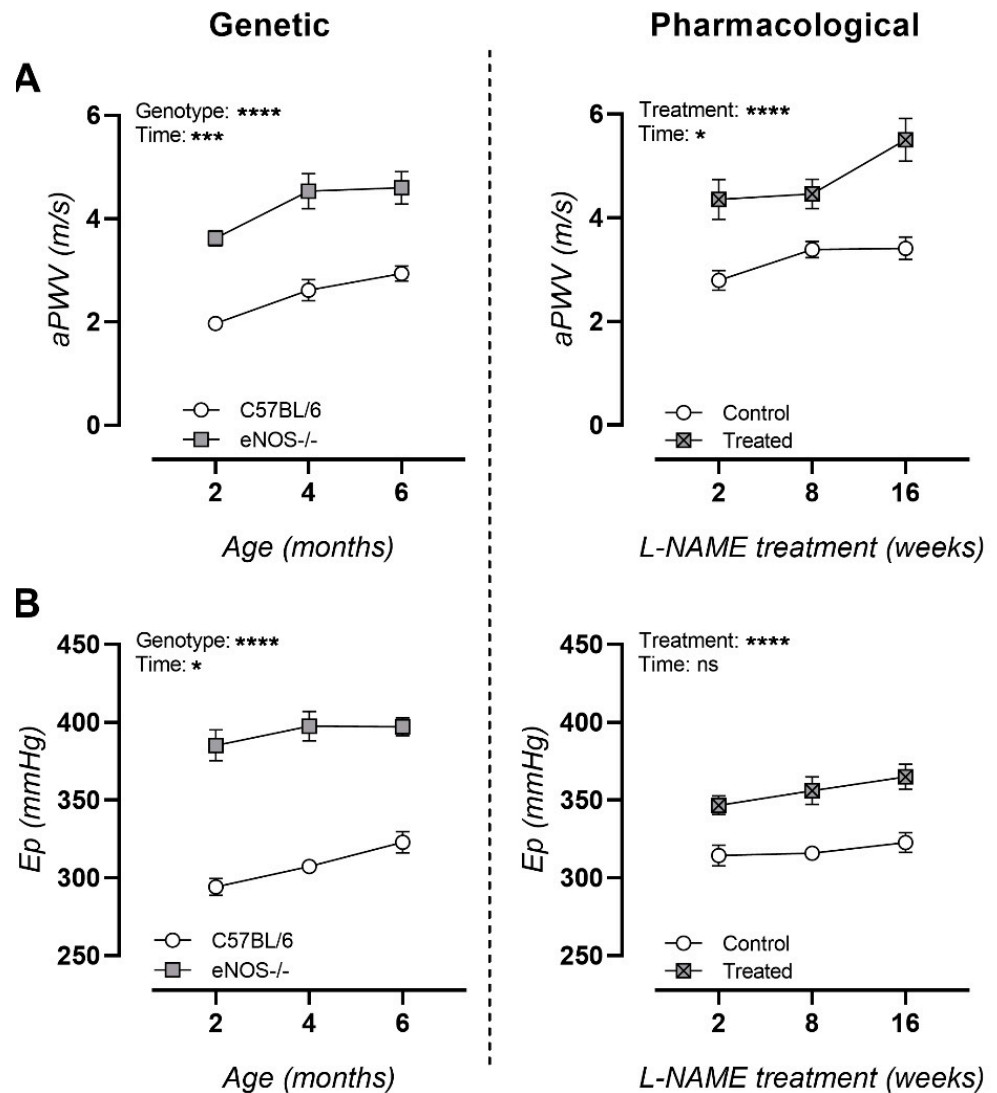 Genetic
Pharmacological
A
Genotype: ****
Time: ***
aPWV (m/s)
6
4
2
0
C57BL/6
eNOS-/-
2 4 6
Age (months)
Treatment: ****
Time: *
aPWV (m/s)
6
4
2
0
Control
Treated
2 8 16
L-NAME treatment (weeks)
B
Genotype: ****
Time: *
Ep (mmHg)
450
400
350
300
250
C57BL/6
eNOS-/-
2 4 6
Age (months)
Treatment: ****
Time: ns
Ep (mmHg)
450
400
350
300
250
Control
Treated
2 8 16
L-NAME treatment (weeks)